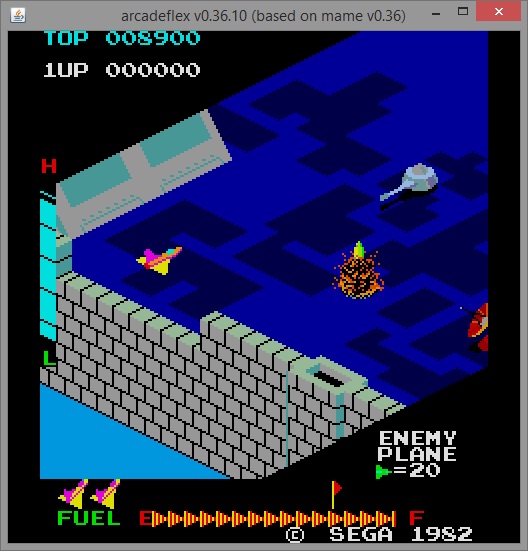 arcadeflex v0.36.10 (based on mame v0.36)
TOP 008900
1UP 000000
H
L
ENEMY
PLANE
=20
FUEL E F
© SEGA 1982